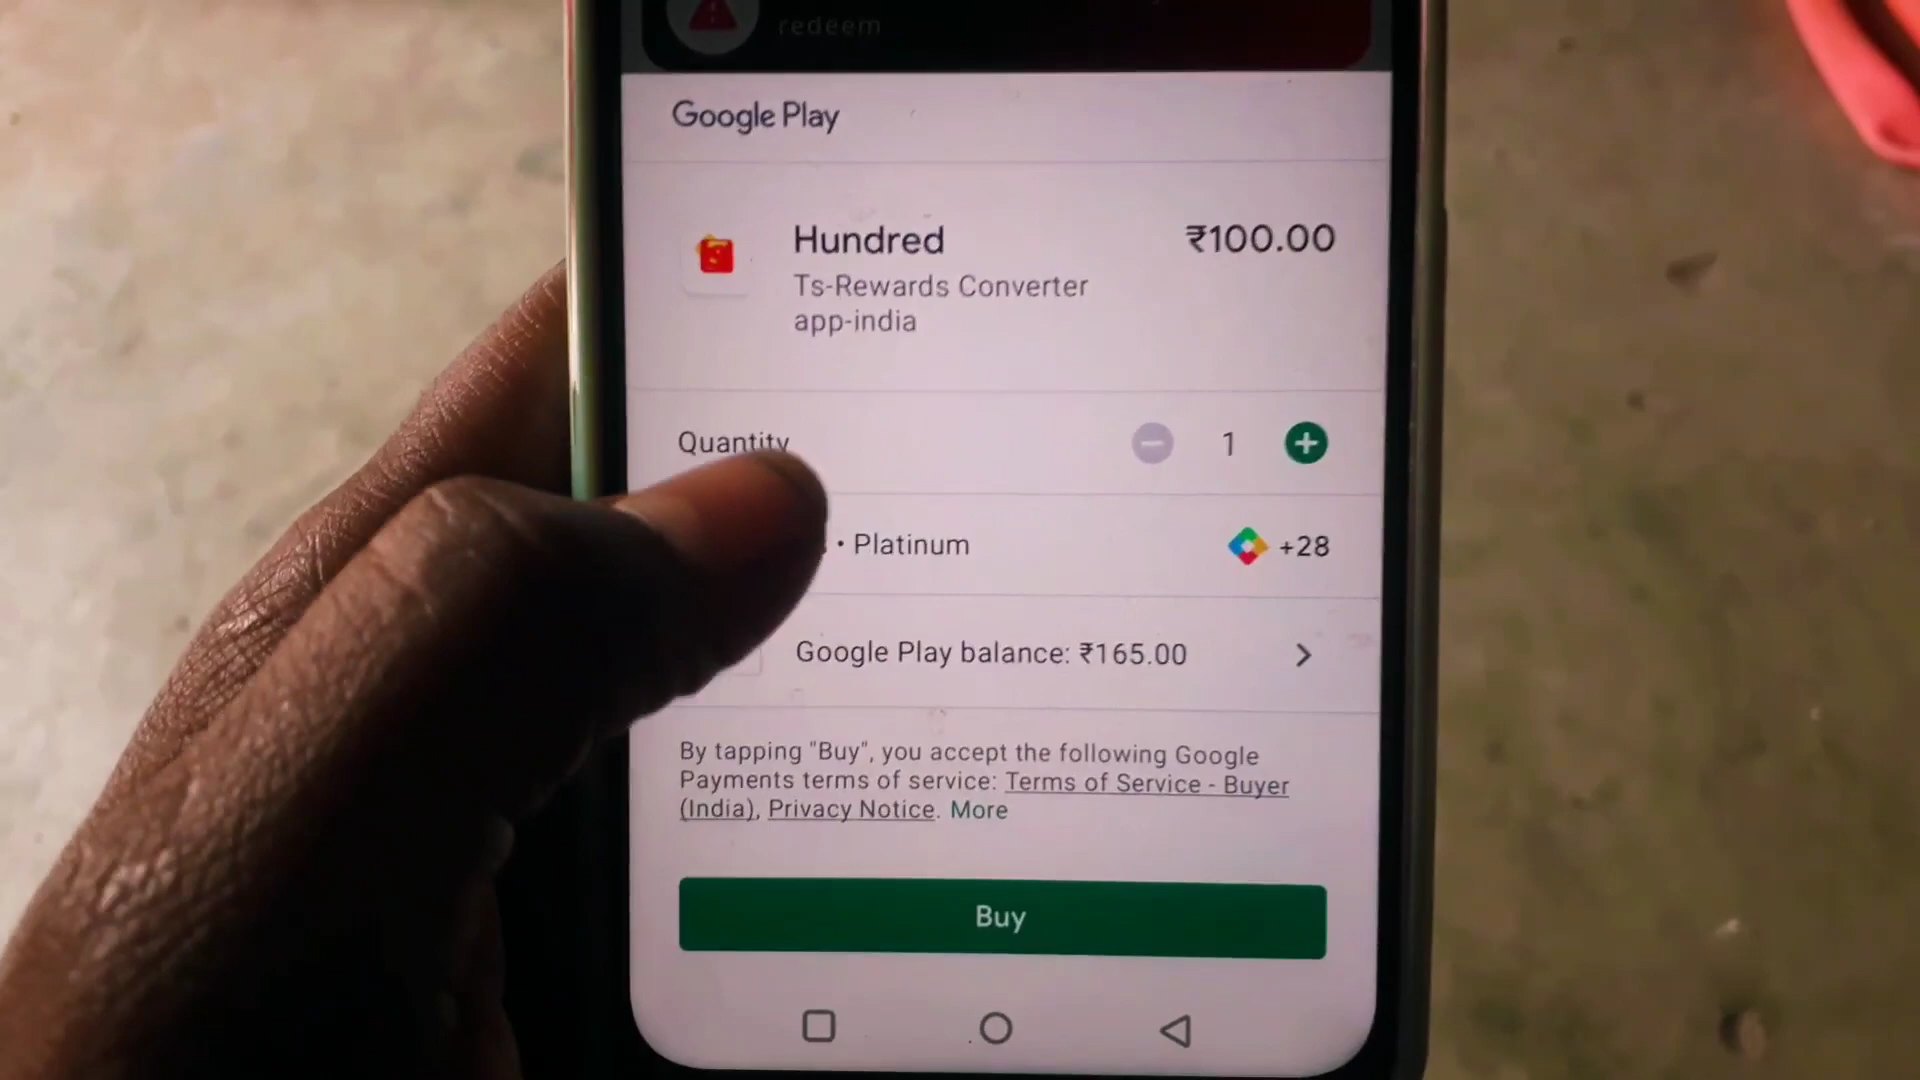 redeem
Google Play
Hundred
₹100.00
Ts-Rewards Converter
app-india
Quantity
1
• Platinum
+28
Google Play balance: ₹165.00
By tapping "Buy", you accept the following Google
Payments terms of service: Terms of Service - Buyer
(India), Privacy Notice. More
Buy